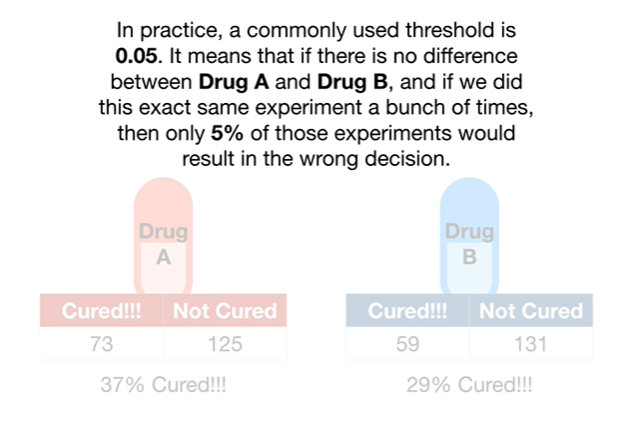 In practice, a commonly used threshold is
0.05. It means that if there is no difference
between Drug A and Drug B, and if we did
this exact same experiment a bunch of times,
then only 5% of those experiments would
result in the wrong decision.
Drug
A
Cured!!! Not Cured
73 125
37% Cured!!!
Drug
B
Cured!!! Not Cured
59 131
29% Cured!!!